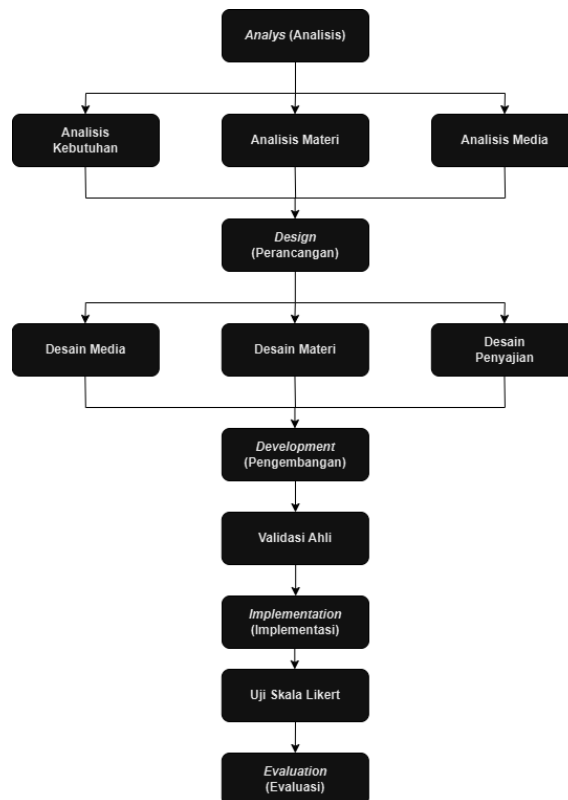 Analys (Analisis)
Analisis
Kebutuhan
Analisis Materi
Analisis Media
Design
(Perancangan)
Desain Media
Desain Materi
Desain
Penyajian
Development
(Pengembangan)
Validasi Ahli
Implementation
(Implementasi)
Uji Skala Likert
Evaluation
(Evaluasi)